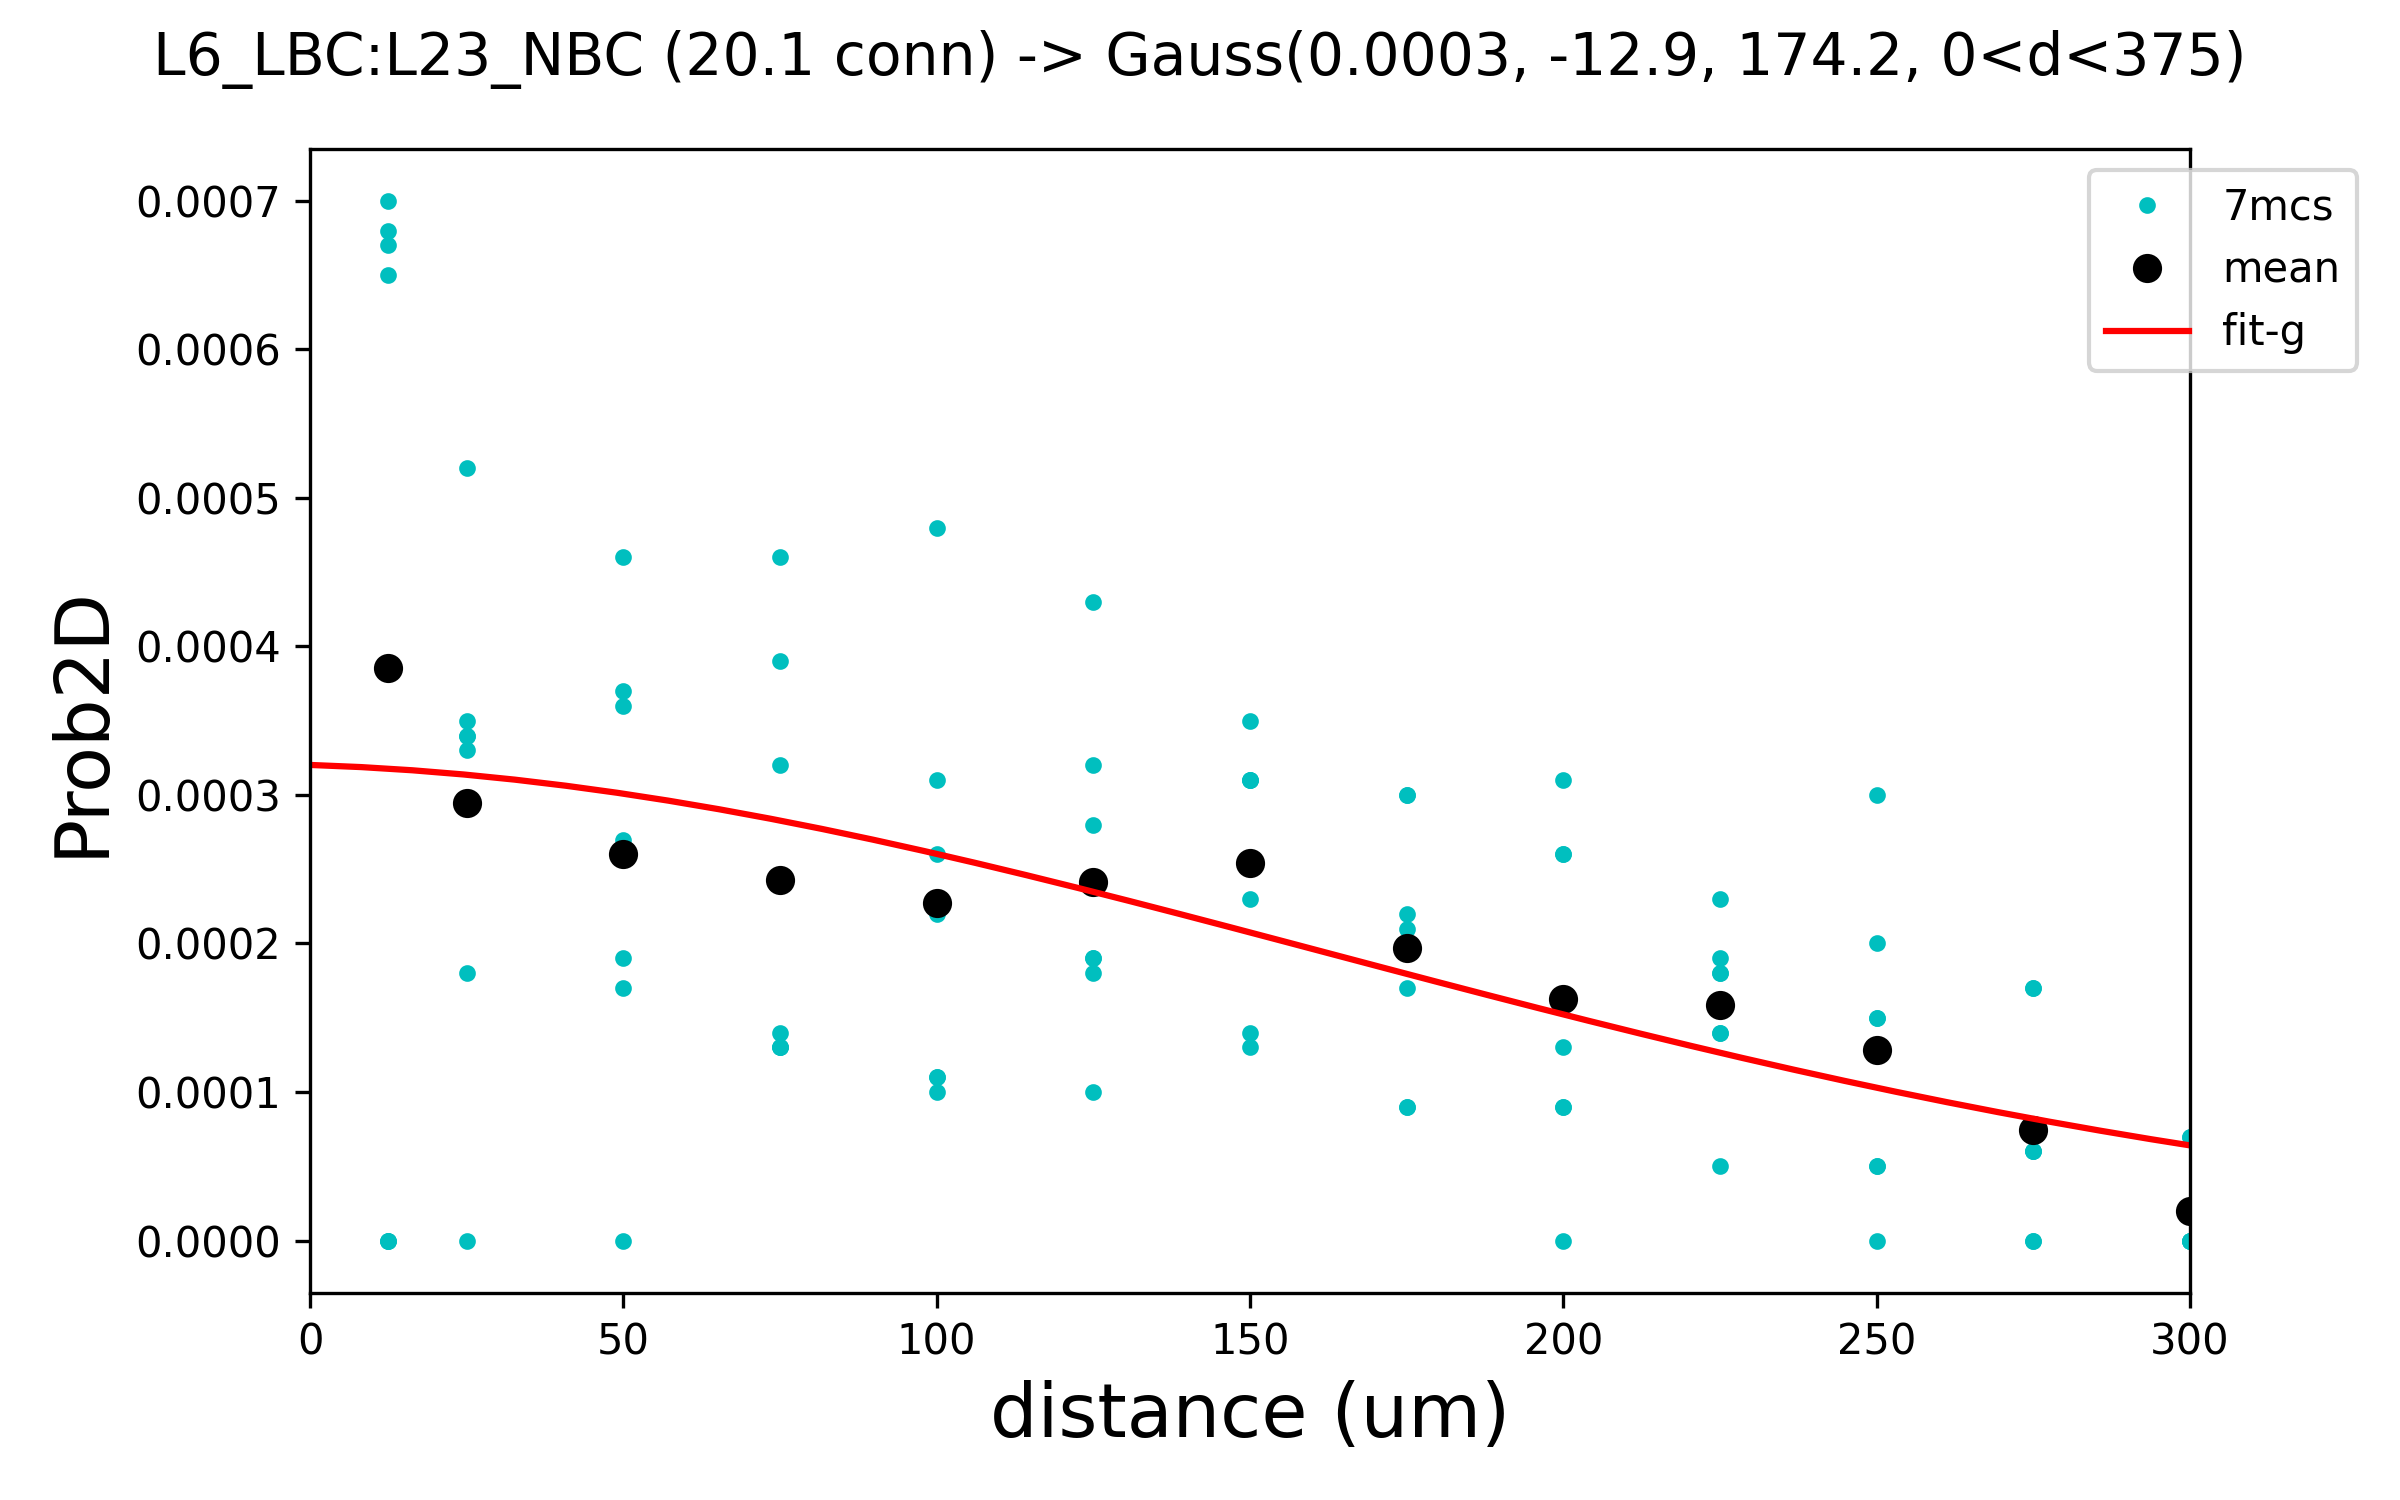 L6_LBC:L23_NBC (20.1 conn) -> Gauss(0.0003, -12.9, 174.2, 0<d<375)
7mcs
mean
fit-g
Prob2D
0.0007
0.0006
0.0005
0.0004
0.0003
0.0002
0.0001
0.0000
0 50 100 150 200 250 300
distance (um)